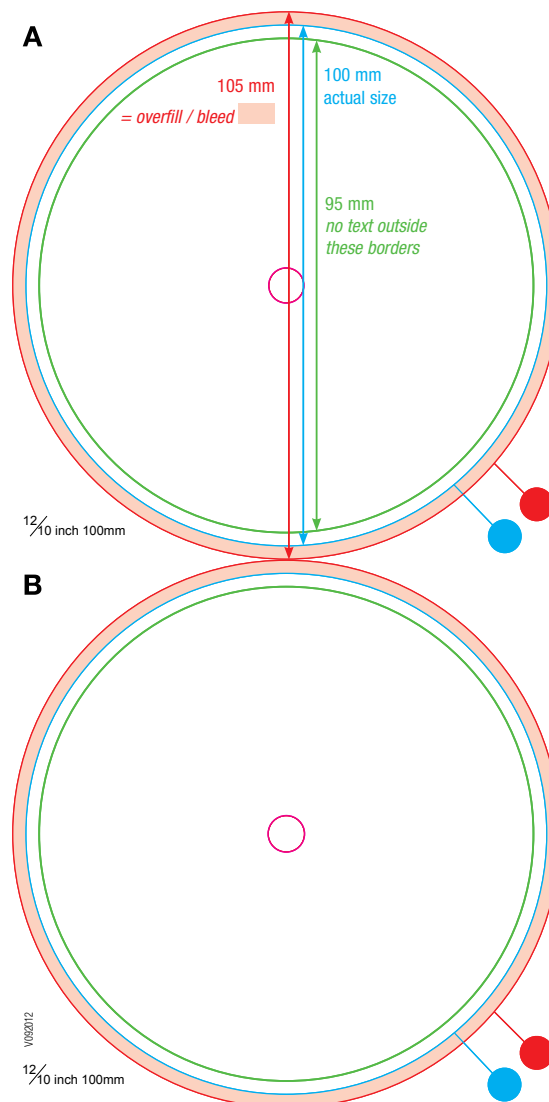 A
105 mm
= overfill / bleed
100 mm
actual size
95 mm
no text outside
these borders
12/10 inch 100mm
B
V092012
12/10 inch 100mm